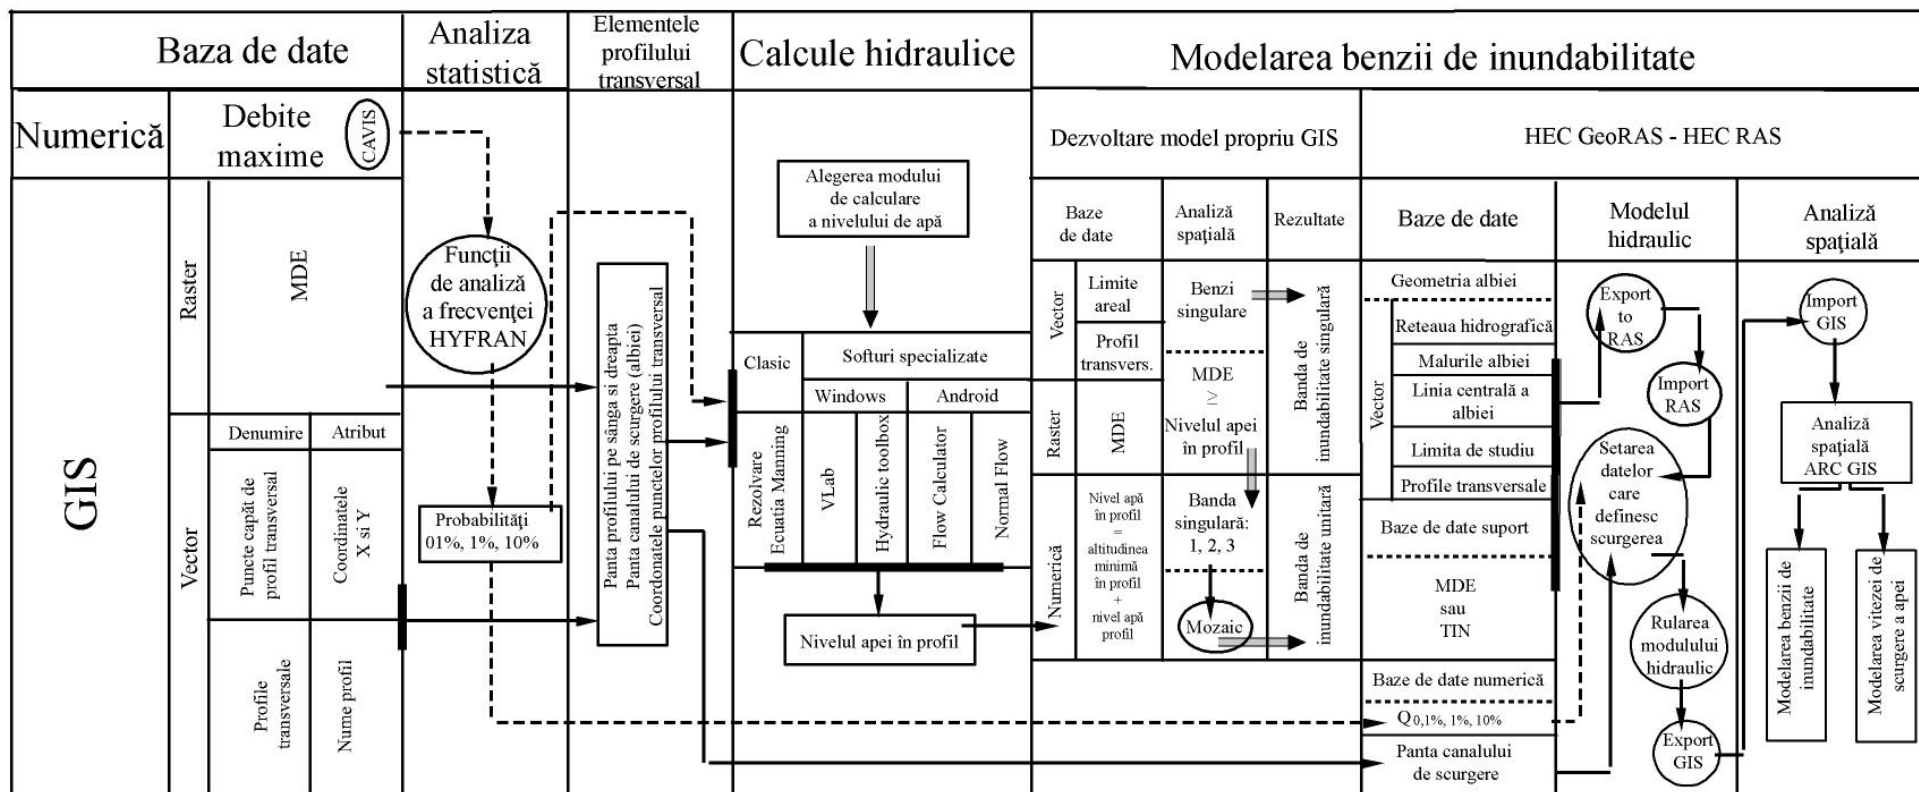 Baza de date
Analiza
statistică
Elementele
profilului
transversal
Calcule hidraulice
Modelarea benzii de inundabilitate
Numerică
Debite
maxime
CAVIS
Dezvoltare model propriu GIS
HEC GeoRAS - HEC RAS
GIS
Raster
MDE
Vector
Denumire
Atribut
Puncte capăt de
profil transversal
Coordinatele
X si Y
Profile
transversale
Nume profil
Funcţii
de analiză
a frecvenţei
HYFRAN
Probabilităţi
01%, 1%, 10%
Panta profilului pe sânga si dreapta
Panta canalului de scurgere (albiei)
Coordonatele punctelor profilului transversal
Alegerea modului
de calculare
a nivelului de apă
Clasic
Softuri specializate
Windows
Android
Rezolvare
Ecuatia Manning
VLab
Hydraulic toolbox
Flow Calculator
Normal Flow
Nivelul apei în profil
Baze
de date
Analiză
spaţială
Rezultate
Vector
Limite
areal
Profil
transvers.
Raster
MDE
Numerică
Nivel apă
în profil
=
altitudinea
minimă
în profil
+
nivel apă
profil
Benzi
singulare
MDE
≥
Nivelul apei
în profil
Banda
singulară:
1, 2, 3
Mozaic
Banda de
inundabilitate singulară
Banda de
inundabilitate unitară
Baze de date
Modelul
hidraulic
Analiză
spaţială
Geometria albiei
Vector
Reteaua hidrografică
Malurile albiei
Linia centrală a
albiei
Limita de studiu
Profile transversale
Baze de date suport
MDE
sau
TIN
Baze de date numerică
Q 0,1%, 1%, 10%
Panta canalului
de scurgere
Export
to
RAS
Import
RAS
Setarea
datelor
care
definesc
scurgerea
Rularea
modulului
hidraulic
Export
GIS
Import
GIS
Analiză
spaţială
ARC GIS
Modelarea benzii de
inundabilitate
Modelarea vitezei de
scurgere a apei